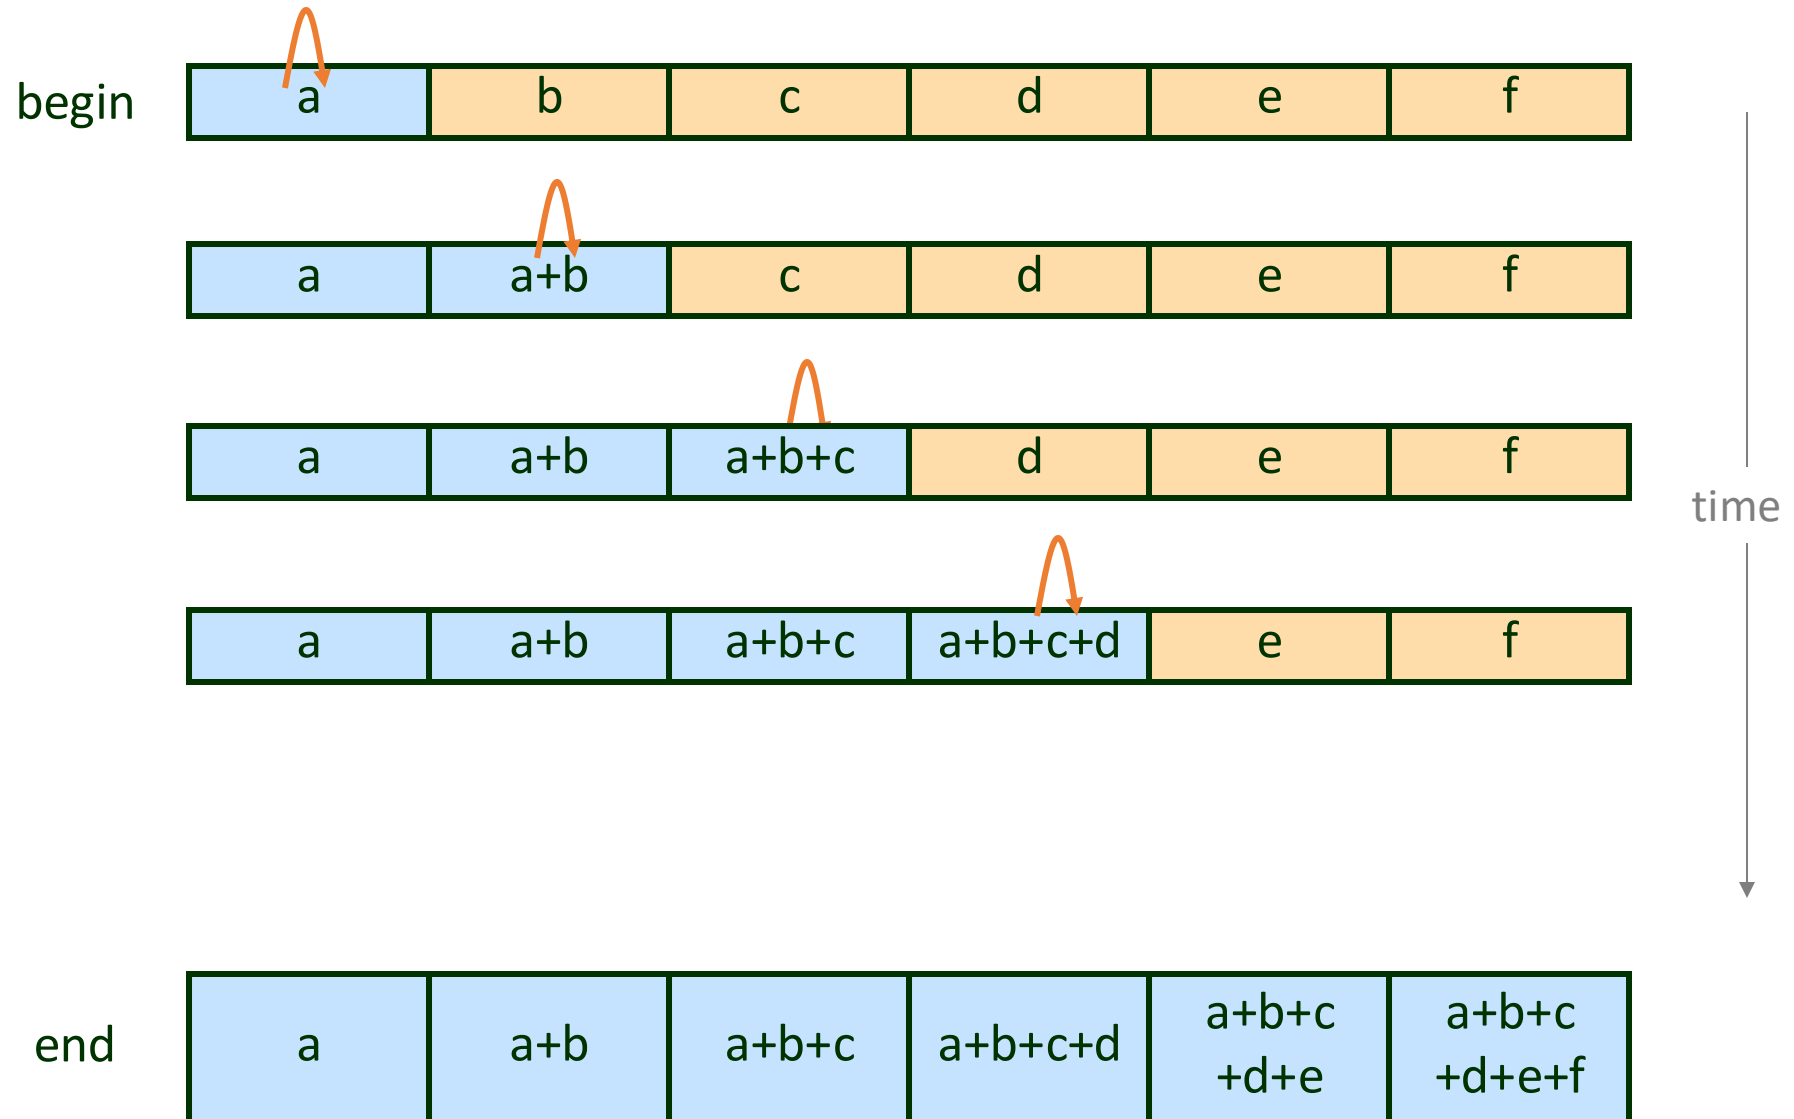 begin a b c d e f
a a+b c d e f
a a+b a+b+c d e f
time
a a+b a+b+c a+b+c+d e f
end a a+b a+b+c a+b+c+d a+b+c +d+e a+b+c +d+e+f